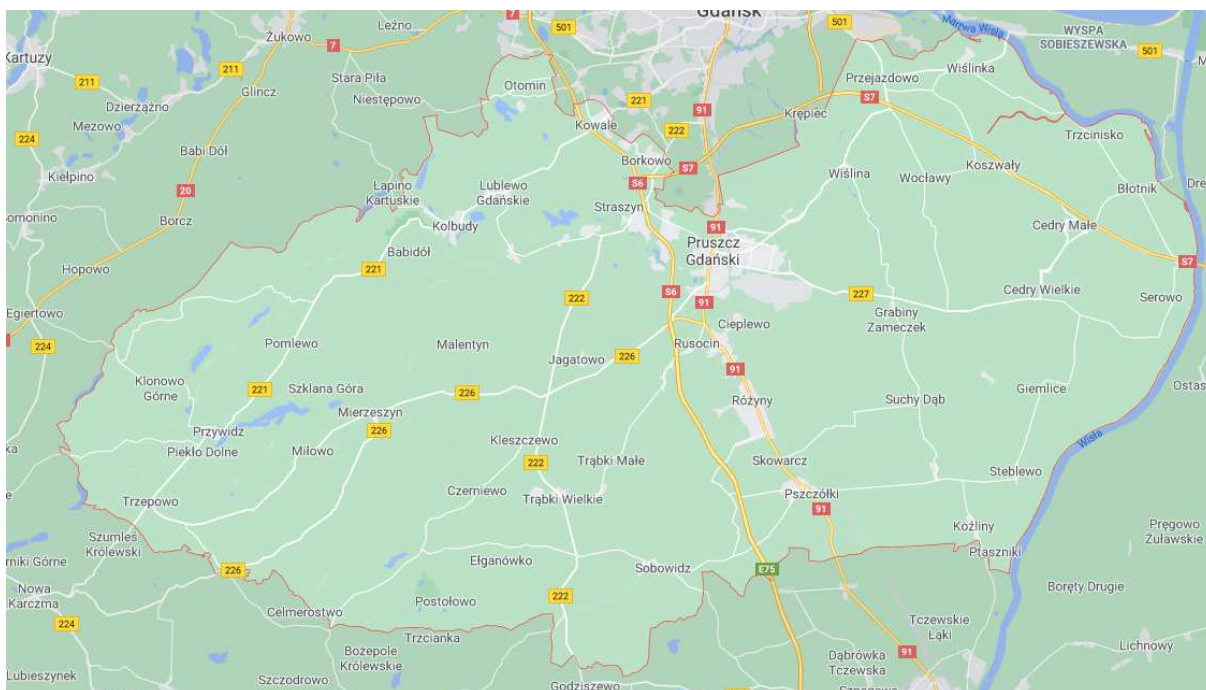 Gdańsk
Leźno
7
501
Martwa Wisła
WYSPA
SOBIESZEWSKA
501
Kartuzy
Żukowo
7
211
211
Glincz
Stara Piła
Otomin
221
Przejazdowo
Wiślinka
Dzierżążno
Niestępowo
S7
Mezowo
Kowale
91
222
Krępiec
Trzcinisko
224
Babi Dół
Borkowo
S7
Koszwały
Kiełpino
20
Łapino
Kartuskie
Lublewo
Gdańskie
S6
Wiślina
Wocławy
Błotnik
Borcz
Kolbudy
Straszyn
91
Cedry Małe
Babidół
Pruszcz
Gdański
S7
Hopowo
221
S6
227
Cedry Wielkie
Serowo
Egiertowo
222
91
Grabiny
Zameczek
224
Pomlewo
Malentyn
Cieplewo
Rusocin
Jagatowo
226
91
Klonowo
Górne
221
Szklana Góra
226
Różyny
Suchy Dąb
Giemlice
Mierzeszyn
226
Przywidz
Piekło Dolne
Miłowo
Kleszczewo
222
Trąbki Małe
Skowarcz
Wisła
Steblewo
Trzepowo
Czerniewo
Trąbki Wielkie
Pszczółki
91
Koźliny
Pręgowo
Żuławskie
Szumleś
Królewski
Ełganówko
Sobowidz
Ptaszniki
226
E75
Nowa
Karczma
Boręty Drugie
Celmerostwo
Postołowo
222
224
Trzcianka
Tczewskie
Łąki
Lichnowy
Bożepole
Królewskie
91
Dąbrówka
Tczewska
Lubieszynek
Szczodrowo
Godziszewo